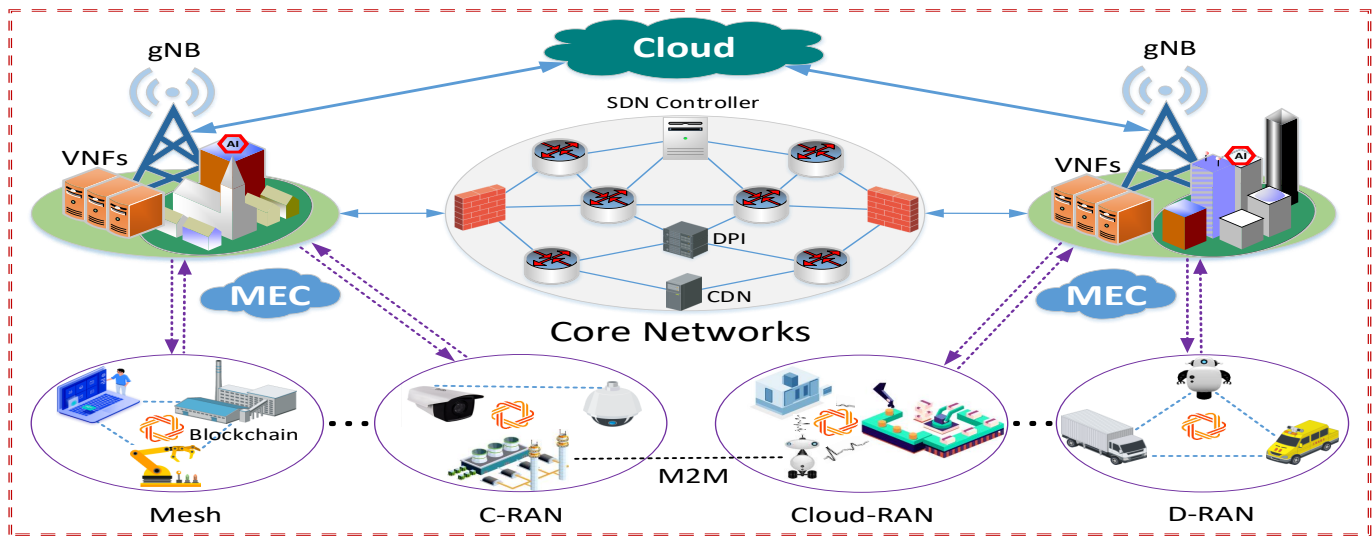 Cloud
gNB
gNB
SDN Controller
AI
AI
VNFs
VNFs
DPI
MEC
MEC
CDN
Core Networks
Blockchain
M2M
Mesh
C-RAN
Cloud-RAN
D-RAN